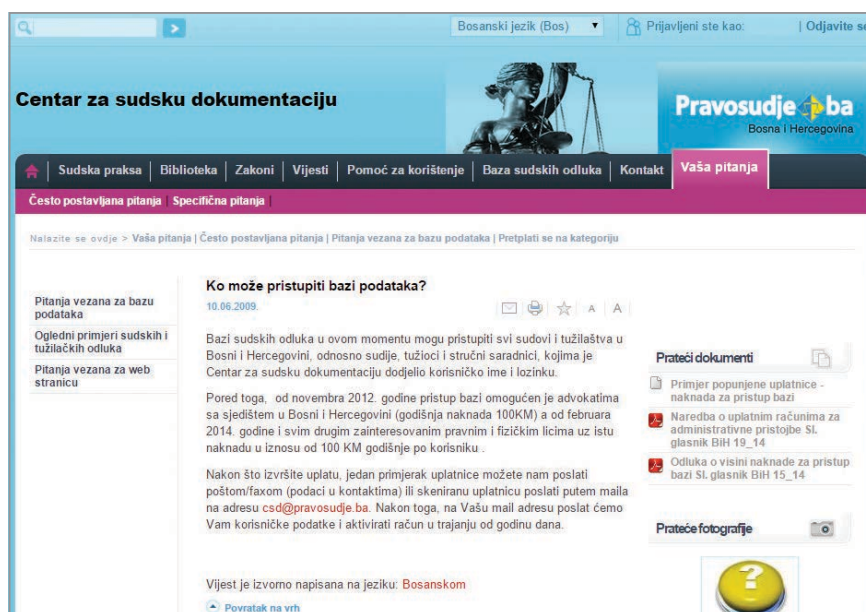 Bosanski jezik (Bos)
Prijavljeni ste kao:
| Odjavite se
Centar za sudsku dokumentaciju
Pravosudje ba
Bosna i Hercegovina
Sudska praksa | Biblioteka | Zakoni | Vijesti | Pomoć za korištenje | Baza sudskih odluka | Kontakt
Vaša pitanja
Često postavljana pitanja | Specifična pitanja |
Nalazite se ovdje > Vaša pitanja | Često postavljana pitanja | Pitanja vezana za bazu podataka | Pretplati se na kategoriju
Pitanja vezana za bazu
podataka
Ogledni primjeri sudskih i
tužilačkih odluka
Pitanja vezana za web
stranicu
Ko može pristupiti bazi podataka?
10.06.2009.
A A
Bazi sudskih odluka u ovom momentu mogu pristupiti svi sudovi i tužilaštva u
Bosni i Hercegovini, odnosno sudije, tužioci i stručni saradnici, kojima je
Centar za sudsku dokumentaciju dodjelio korisničko ime i lozinku.
Pored toga, od novembra 2012. godine pristup bazi omogućen je advokatima
sa sjedištem u Bosni i Hercegovini (godišnja naknada 100KM) a od februara
2014. godine i svim drugim zainteresovanim pravnim i fizičkim licima uz istu
naknadu u iznosu od 100 KM godišnje po korisniku .
Nakon što izvršite uplatu, jedan primjerak uplatnice možete nam poslati
poštom/faxom (podaci u kontaktima) ili skeniranu uplatnicu poslati putem maila
na adresu csd@pravosudje.ba. Nakon toga, na Vašu mail adresu poslat ćemo
Vam korisničke podatke i aktivirati račun u trajanju od godinu dana.
Vijest je izvorno napisana na jeziku: Bosanskom
Povratak na vrh
Prateći dokumenti
Primjer popunjene uplatnice -
naknada za pristup bazi
Naredba o uplatnim računima za
administrativne pristojbe Sl.
glasnik BiH 19_14
Odluka o visini naknade za pristup
bazi Sl. glasnik BiH 15_14
Prateće fotografije
?